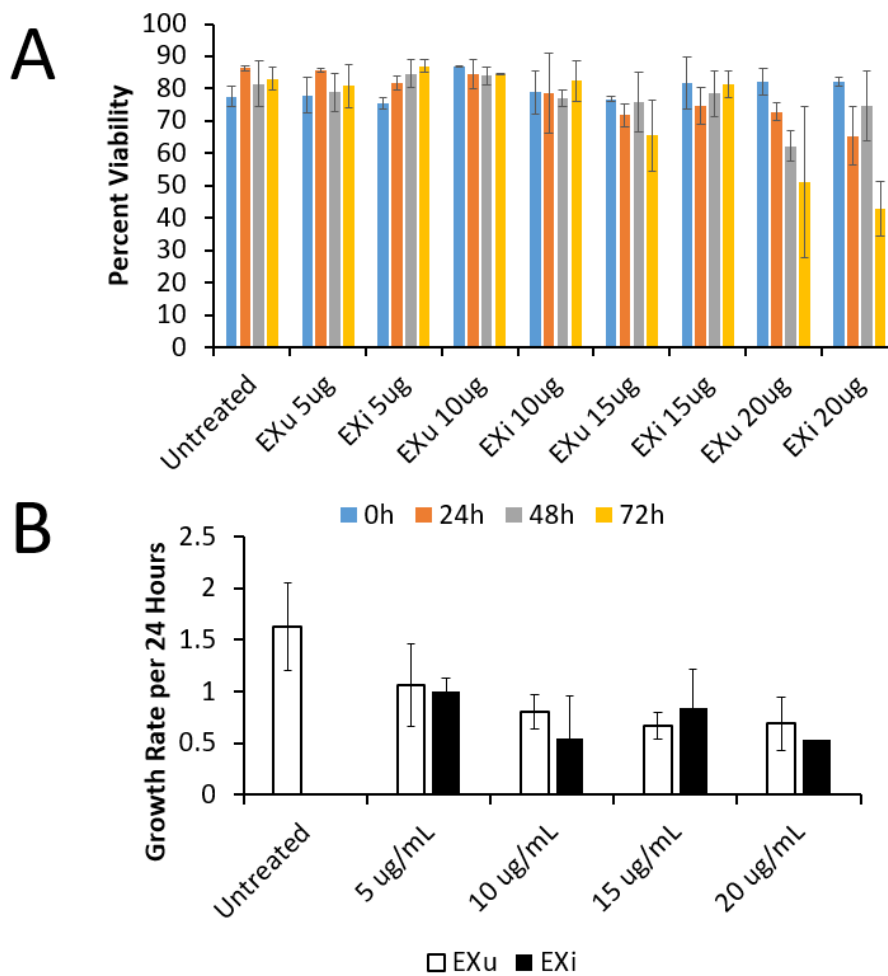 A
Percent Viability
100
90
80
70
60
50
40
30
20
10
0
Untreated
EXu 5ug
EXi 5ug
EXu 10ug
EXi 10ug
EXu 15ug
EXi 15ug
EXu 20ug
EXi 20ug
0h 24h 48h 72h
B
Growth Rate per 24 Hours
2.5
2
1.5
1
0.5
0
Untreated
5 ug/mL
10 ug/mL
15 ug/mL
20 ug/mL
EXu EXi